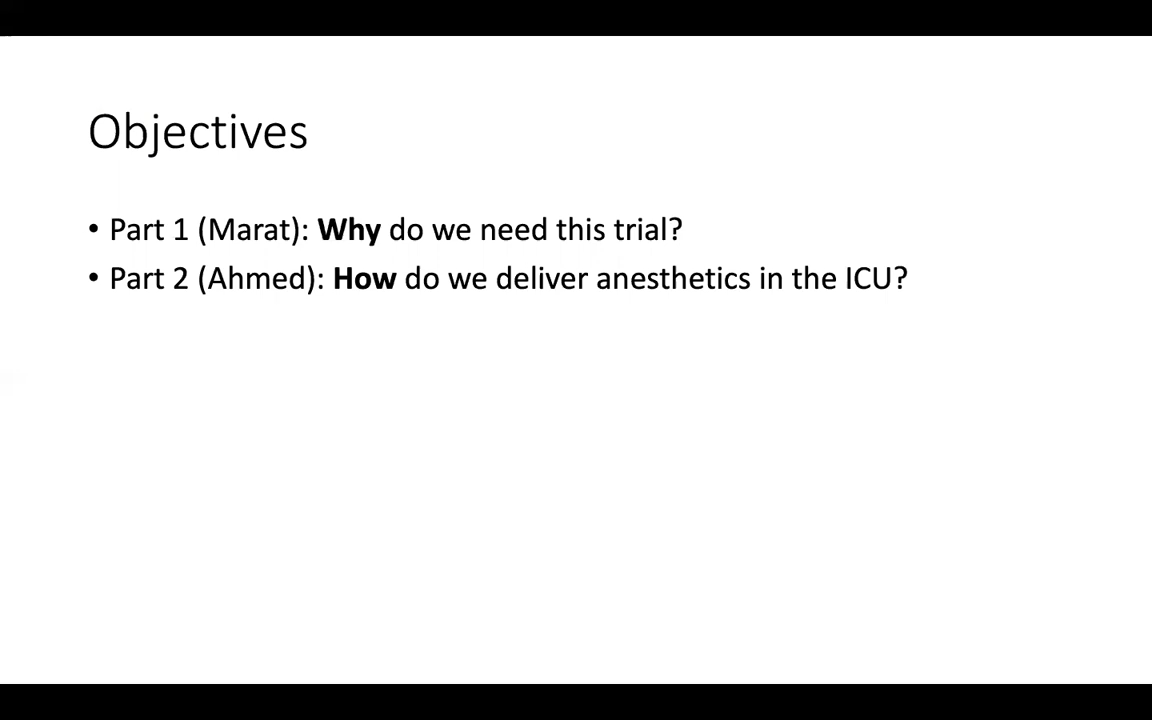 Objectives
• Part 1 (Marat): Why do we need this trial?
• Part 2 (Ahmed): How do we deliver anesthetics in the ICU?